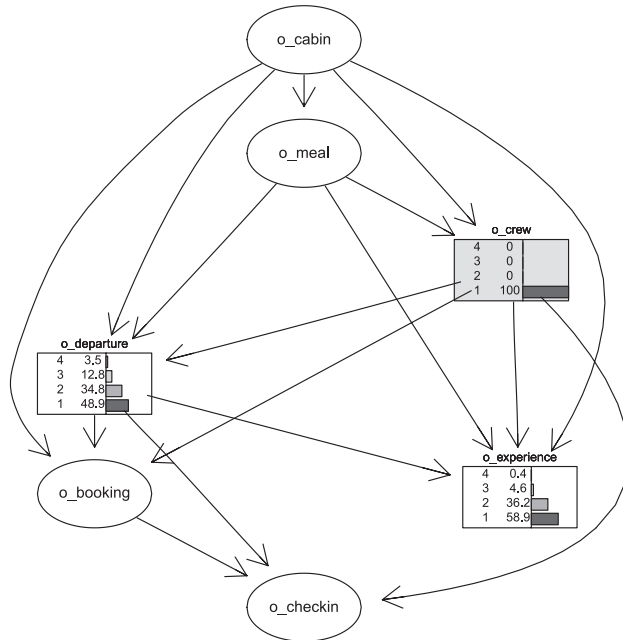 o_cabin
o_meal
o_crew
4 0
3 0
2 0
1 100
o_departure
4 3.5
3 12.8
2 34.8
1 48.9
o_experience
4 0.4
3 4.6
2 36.2
1 58.9
o_booking
o_checkin